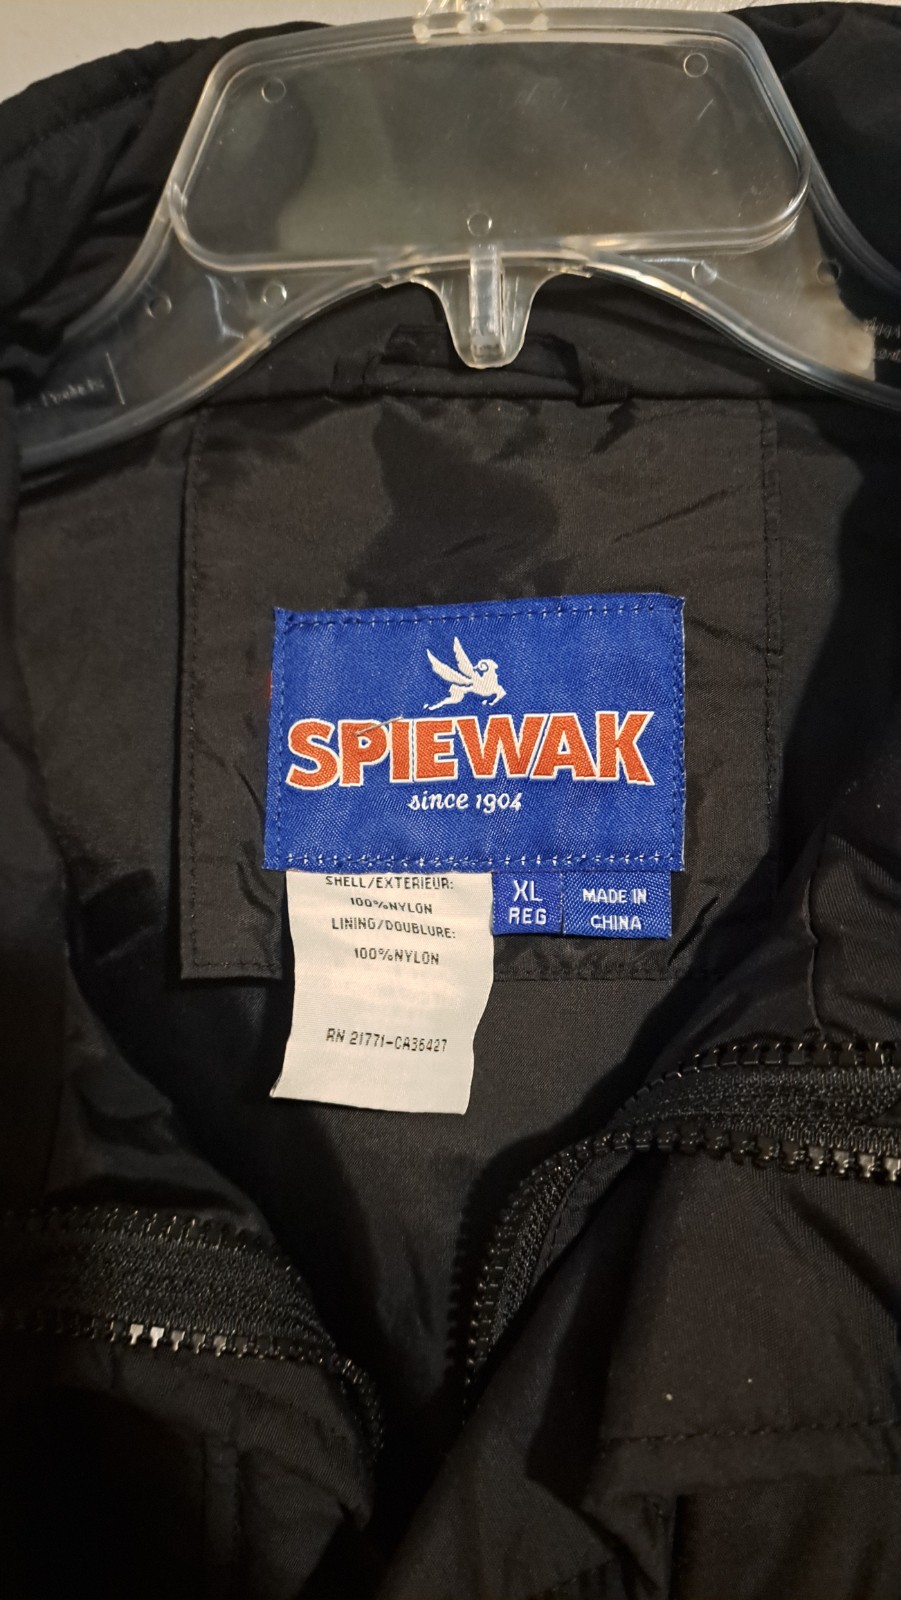 SPIEWAK
since 1904
SHELL/EXTERIEUR:
100%NYLON
LINING/DOUBLURE:
100%NYLON
RN 21771-CA36427
XL
REG
MADE IN
CHINA